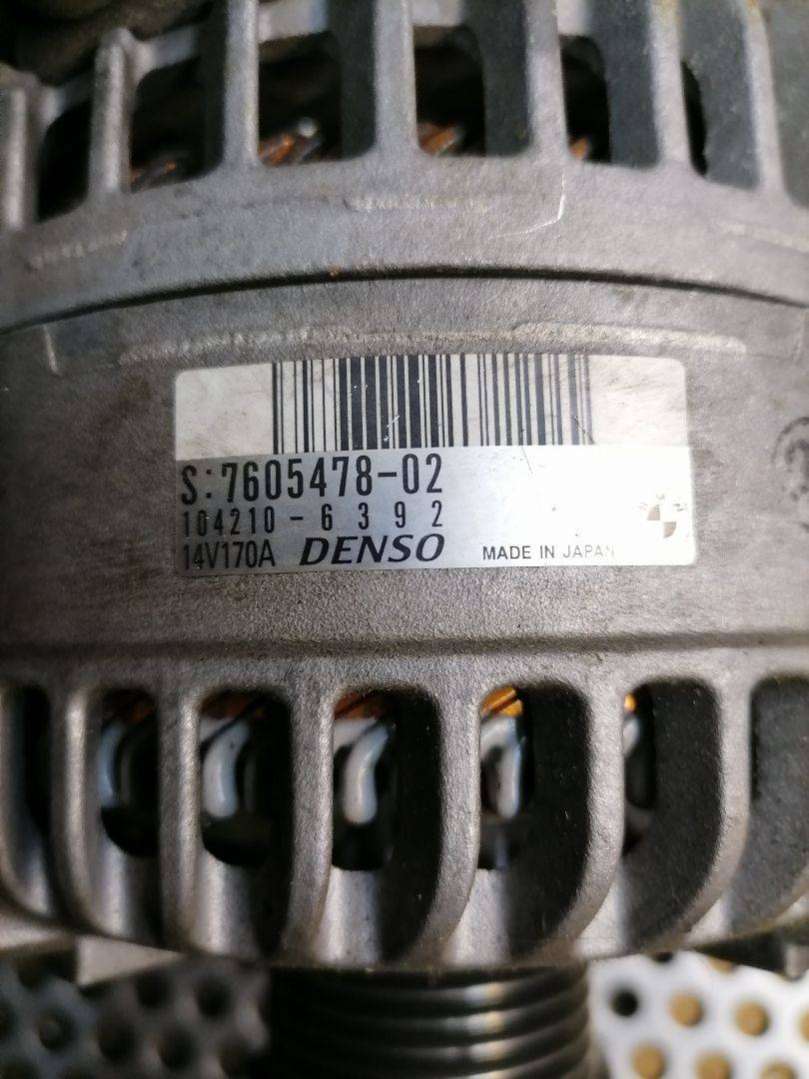 S:7605478-02
104210-6392
14V170A DENSO MADE IN JAPAN